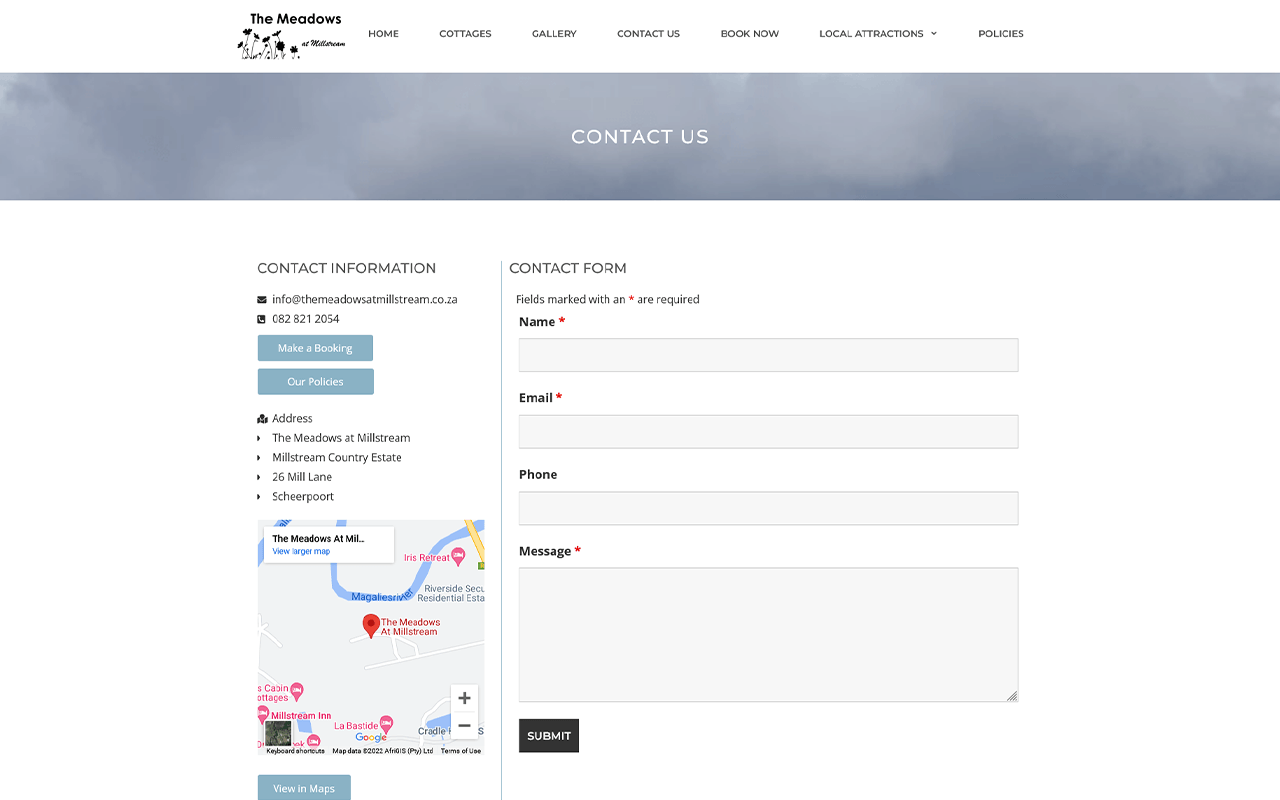 The Meadows
at Millstream
HOME
COTTAGES
GALLERY
CONTACT US
BOOK NOW
LOCAL ATTRACTIONS
POLICIES
CONTACT US
CONTACT INFORMATION
info@themeadowsatmillstream.co.za
082 821 2054
Make a Booking
Our Policies
Address
The Meadows at Millstream
Millstream Country Estate
26 Mill Lane
Scheerpoort
The Meadows At Mil...
View larger map
Iris Retreat
Riverside Secu
Residential Esta
Magaliesrivier
The Meadows
At Millstream
s Cabin
ottages
Millstream Inn
La Bastide
Cradle
S
Google
Keyboard shortcuts
Map data ©2022 AfriGIS (Pty) Ltd
Terms of Use
View in Maps
CONTACT FORM
Fields marked with an * are required
Name *
Email *
Phone
Message *
SUBMIT